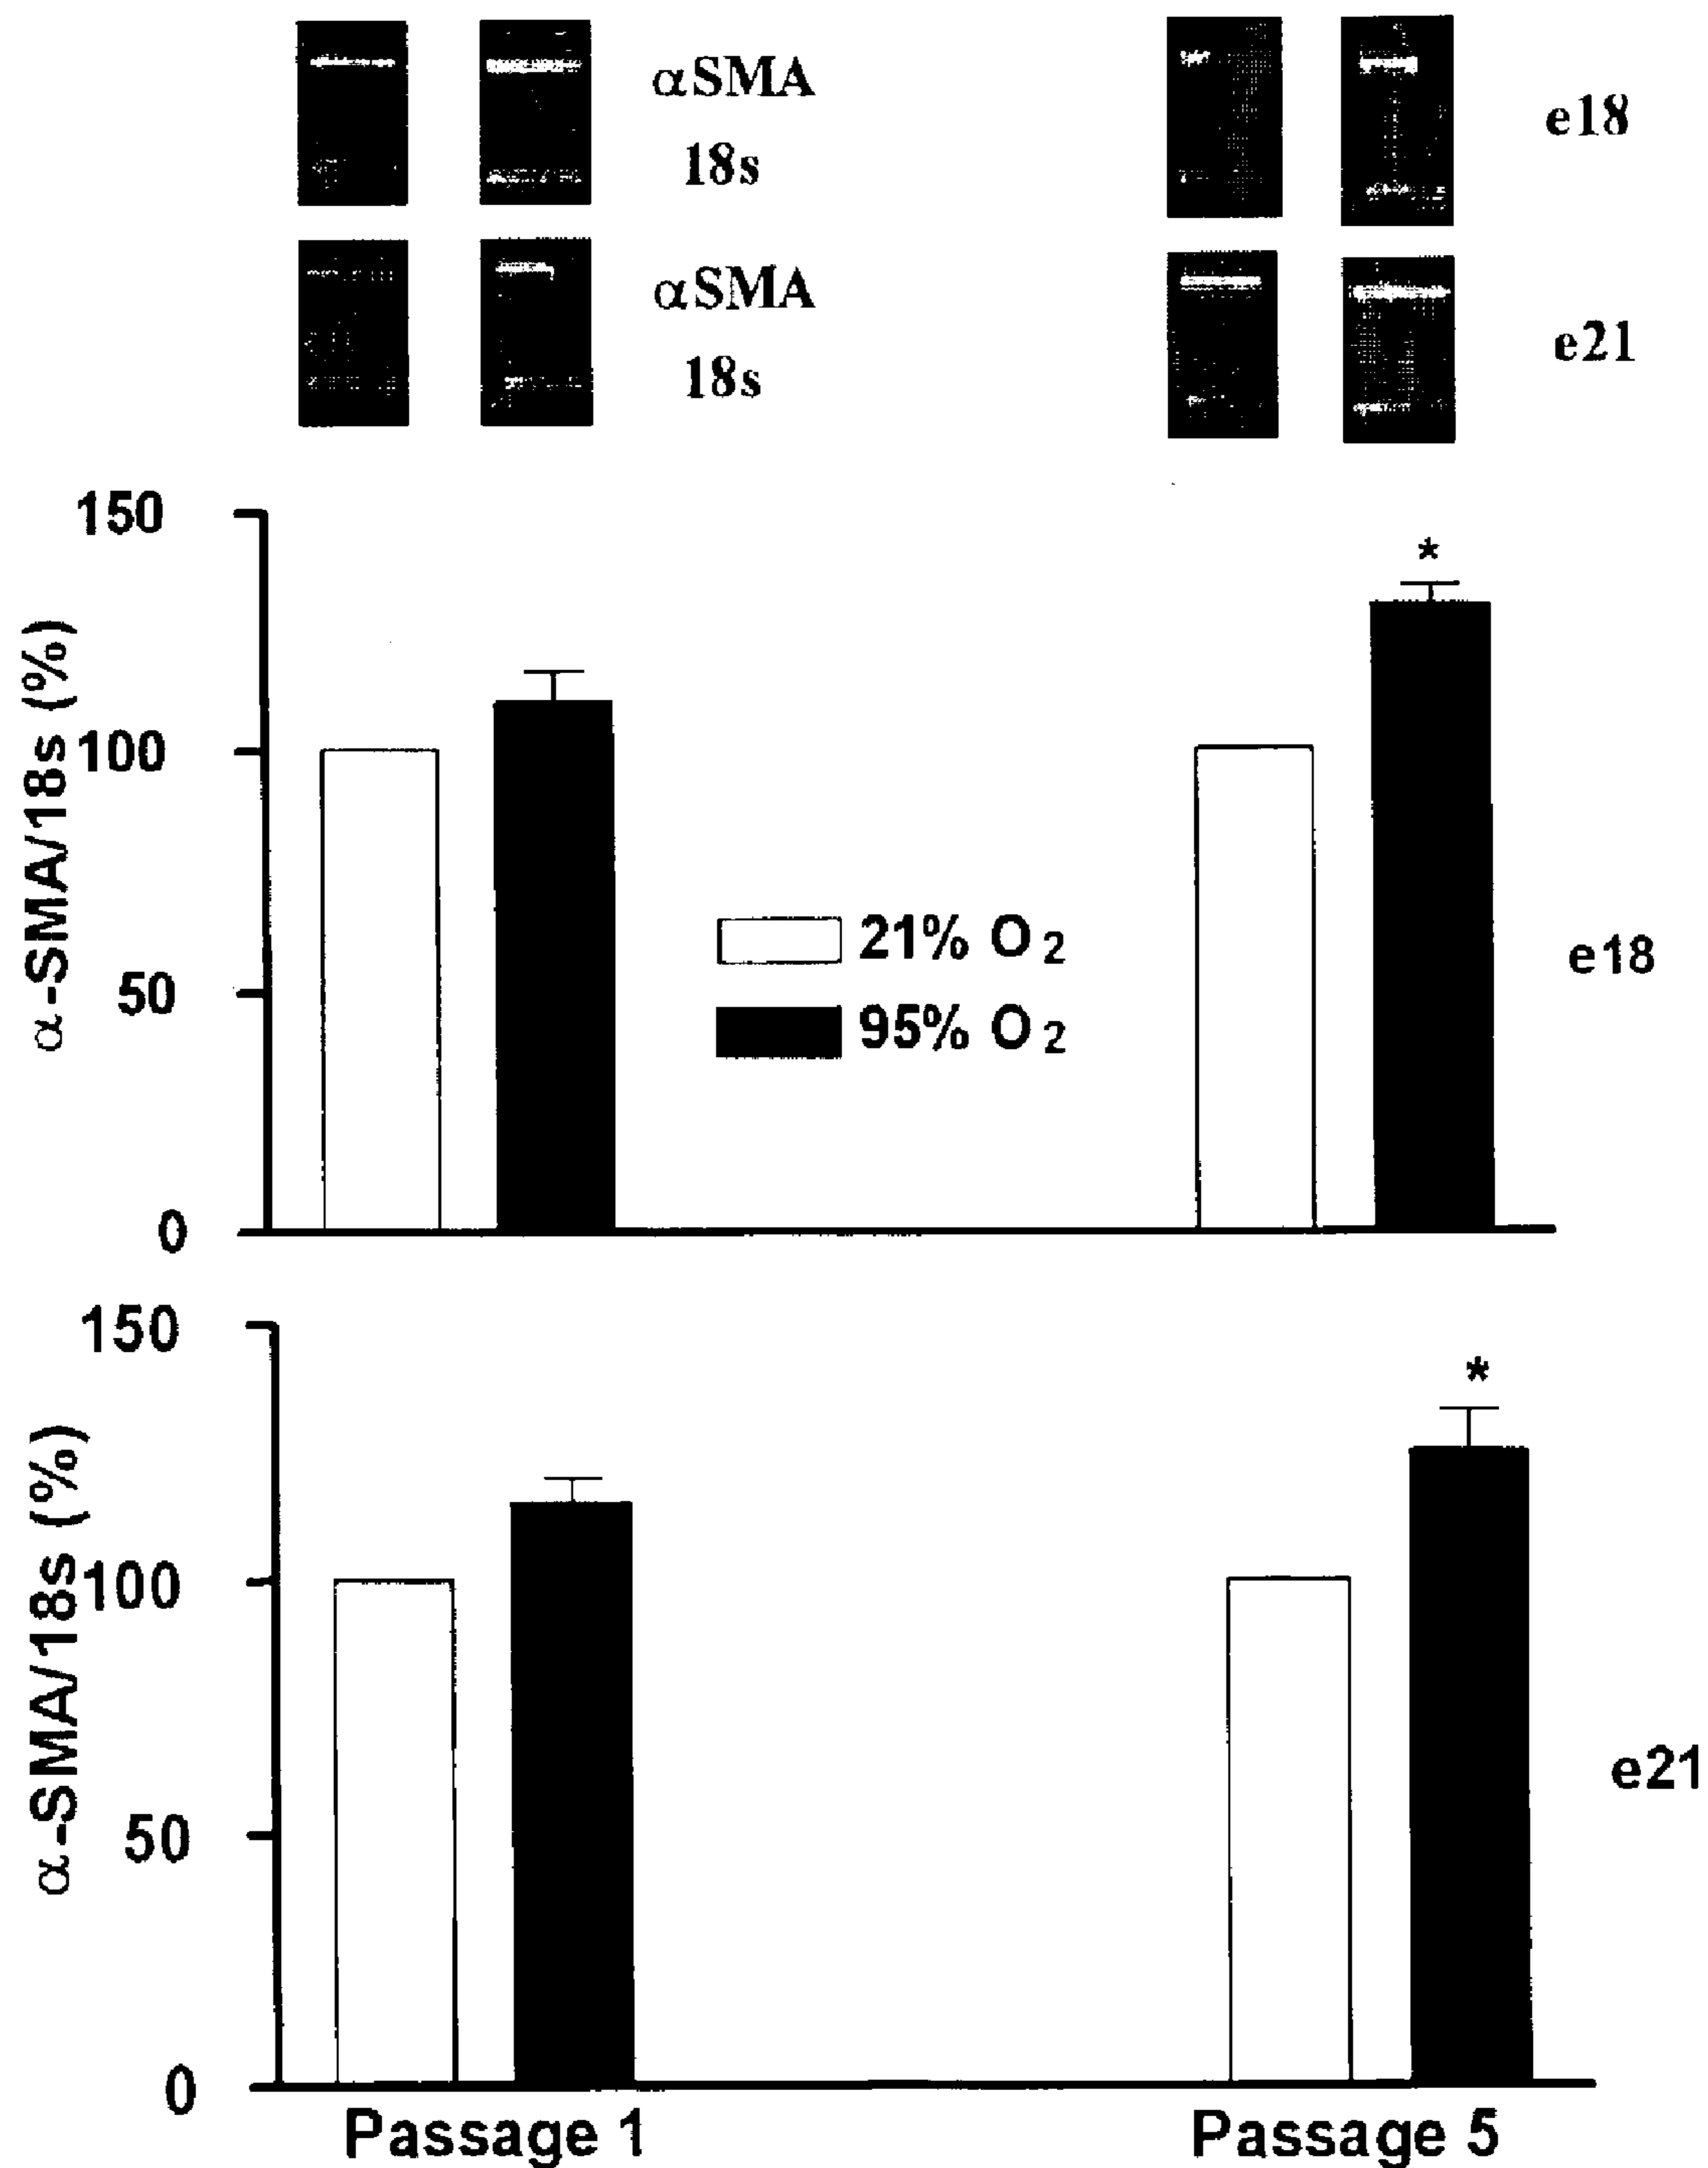 αSMA
18s
e18
αSMA
18s
e21
150
*
α-SMA/18s (%)
100
21% O2
e18
50
95% O2
0
150
*
α-SMA/18s (%)
100
e21
50
0
Passage 1
Passage 5